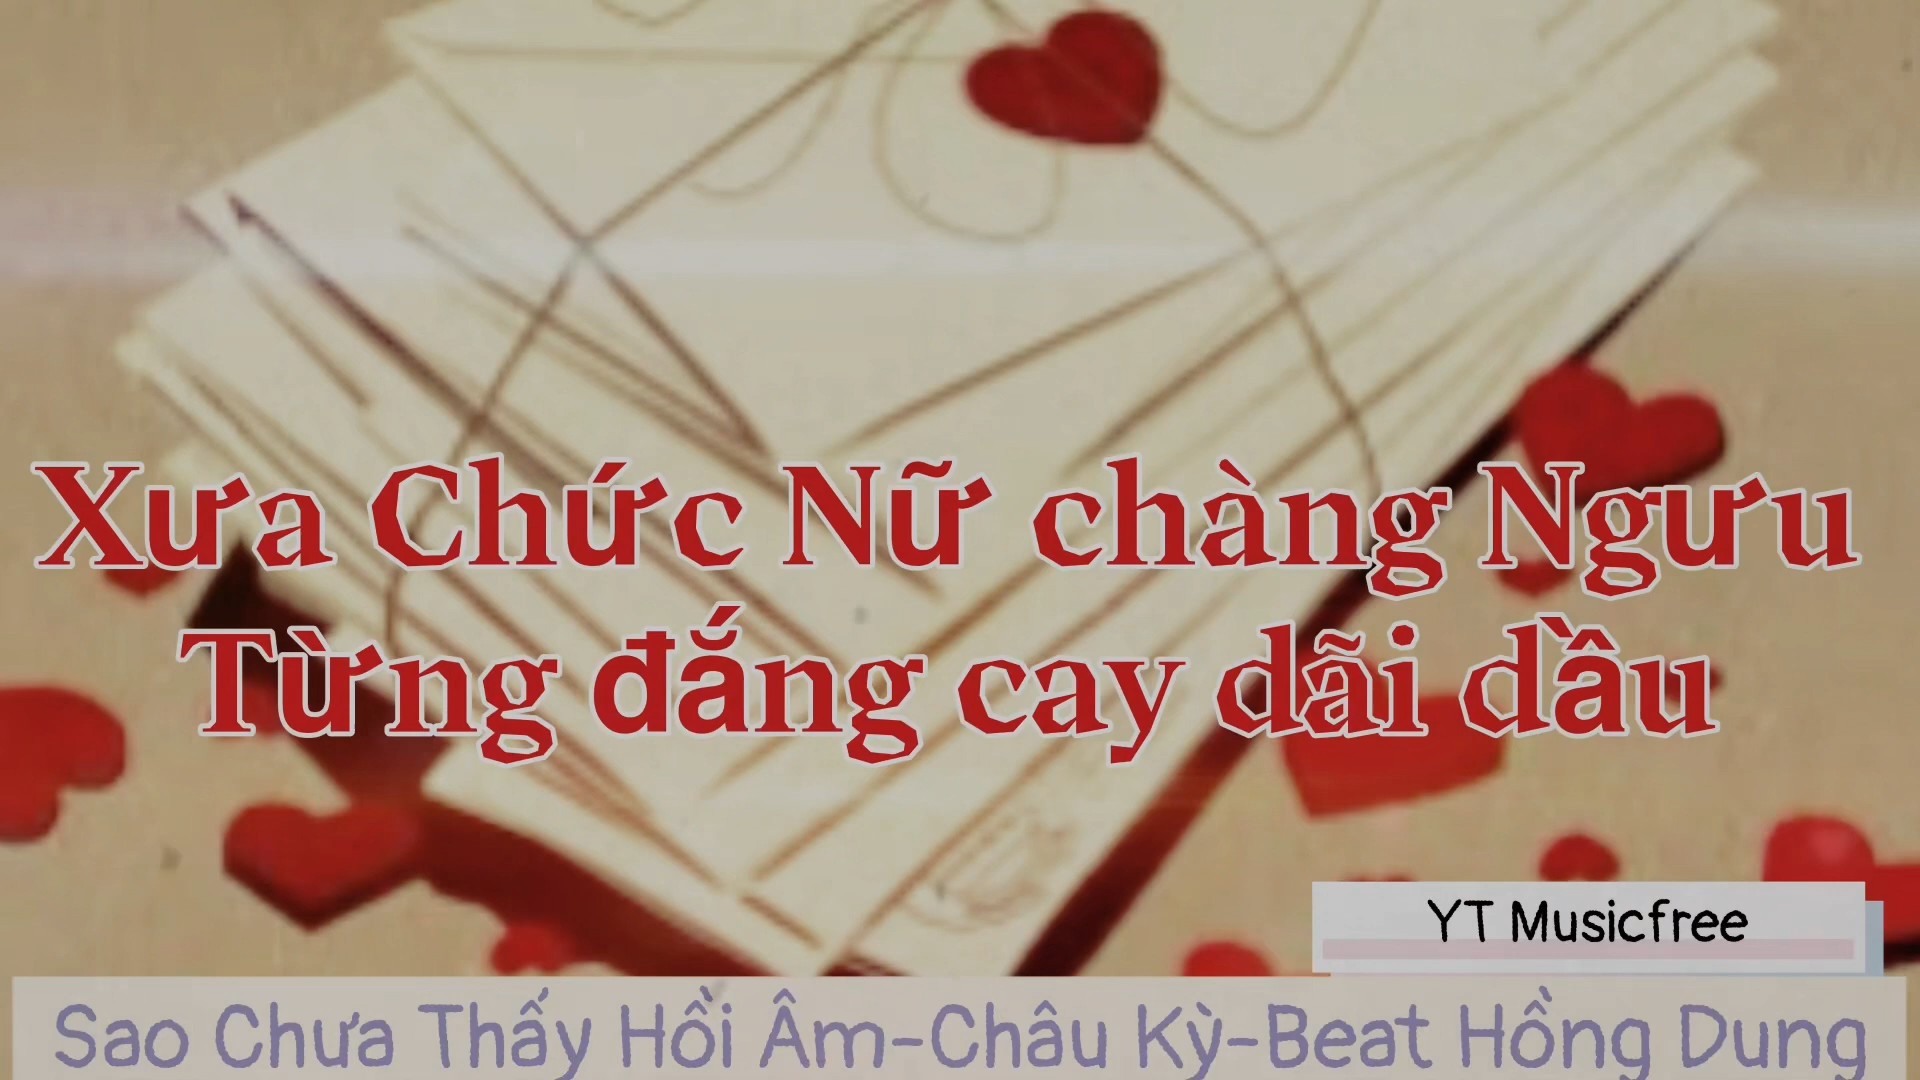 Xưa Chức Nữ chàng Ngưu
Từng đắng cay dãi dầu
YT Musicfree
Sao Chưa Thấy Hồi Âm-Châu Kỳ-Beat Hồng Dung